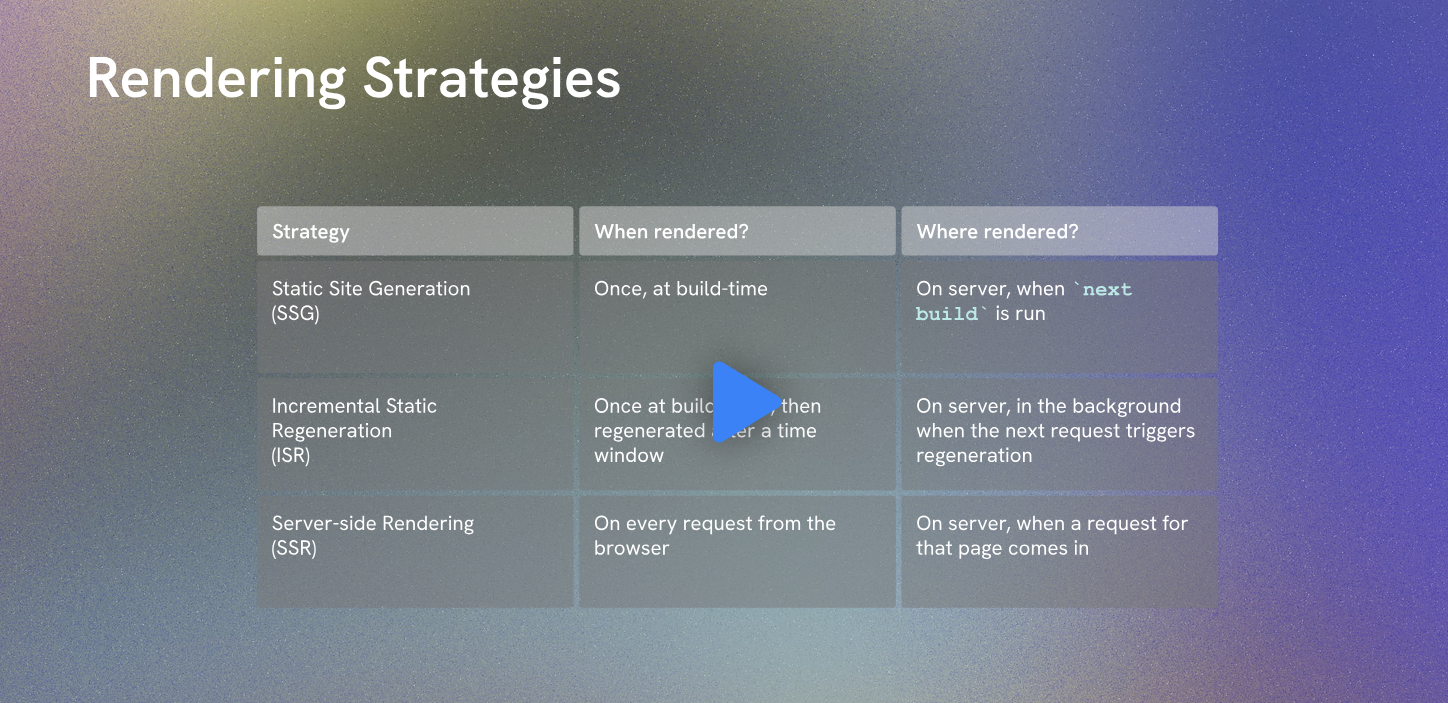 Rendering Strategies
Strategy
When rendered?
Where rendered?
Static Site Generation
(SSG)
Once, at build-time
On server, when `next
build` is run
Incremental Static
Regeneration
(ISR)
Once at build then
regenerated after a time
window
On server, in the background
when the next request triggers
regeneration
Server-side Rendering
(SSR)
On every request from the
browser
On server, when a request for
that page comes in